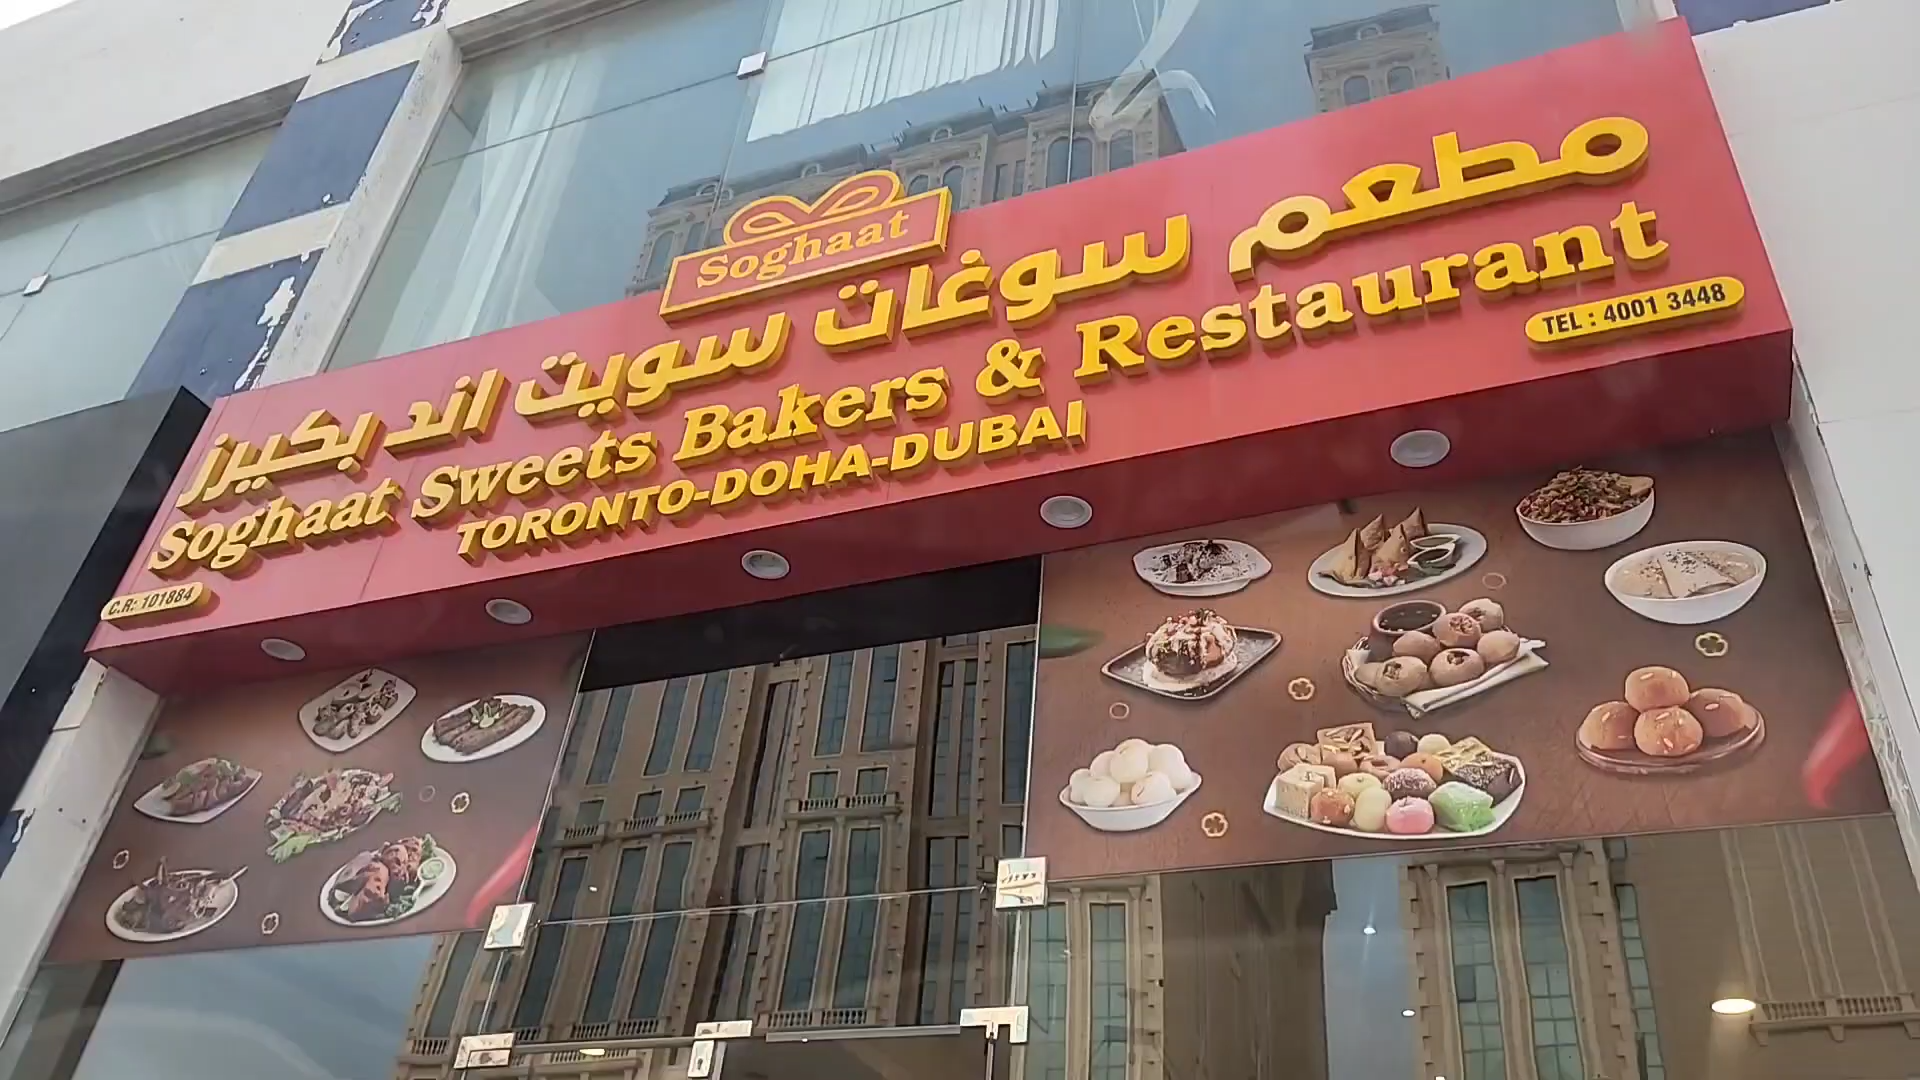 Soghaat
مطعم سوغات سويت اند بكيرز
Soghaat Sweets Bakers & Restaurant
TORONTO-DOHA-DUBAI
TEL : 4001 3448
C.R: 101884